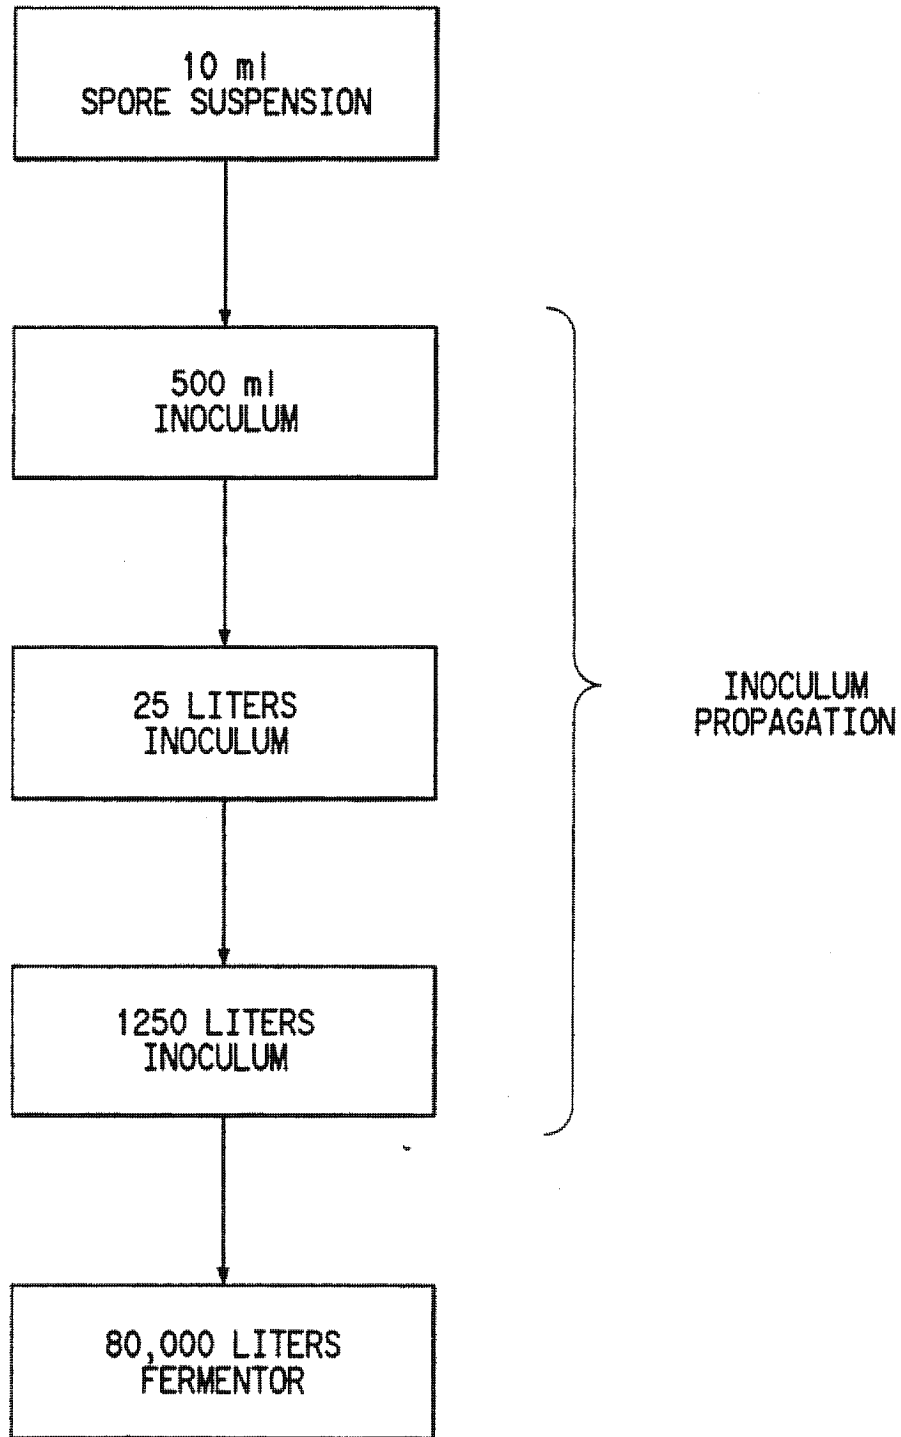 10 ml
SPORE SUSPENSION
500 ml
INOCULUM
25 LITERS
INOCULUM
INOCULUM
PROPAGATION
1250 LITERS
INOCULUM
80,000 LITERS
FERMENTOR